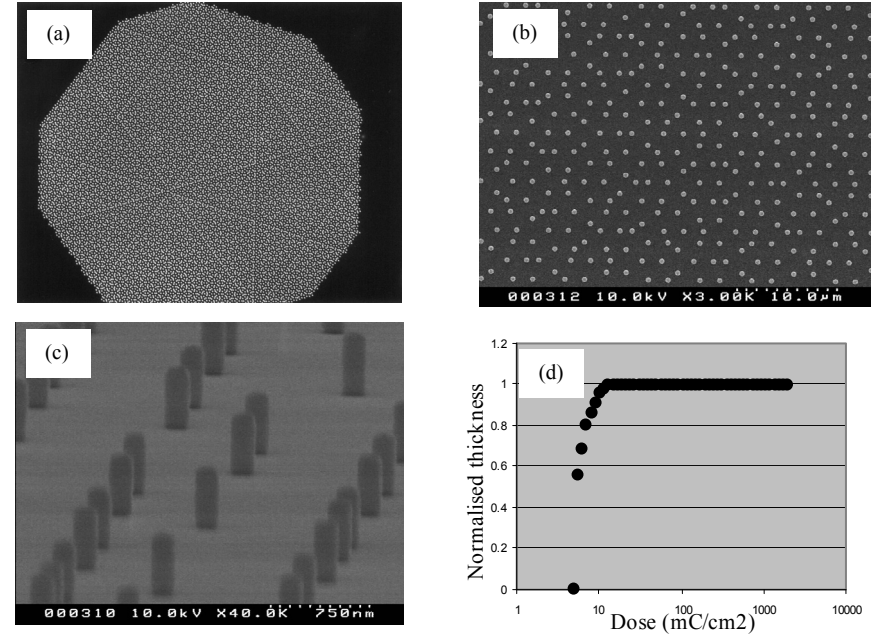 (a)
(b)
000312 10.0kV X3.00K 10.0µm
(c)
000310 10.0kV X40.0K 750nm
(d)
1.2
1
0.8
0.6
0.4
0.2
0
Normalised thickness
1 10 100 1000 10000
Dose (mC/cm2)